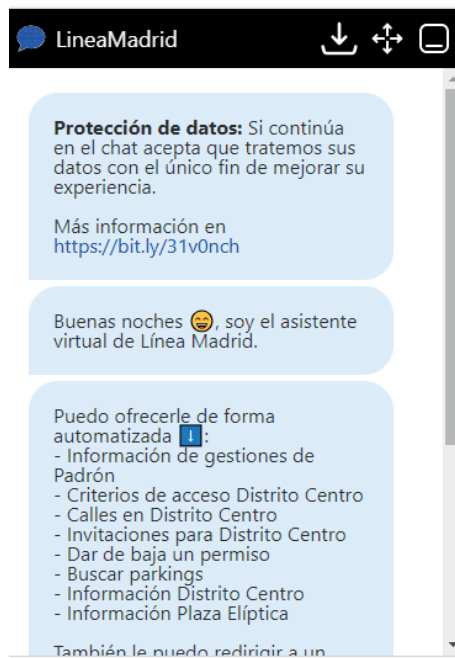 LineaMadrid
Protección de datos: Si continúa
en el chat acepta que tratemos sus
datos con el único fin de mejorar su
experiencia.
Más información en
https://bit.ly/31v0nch
Buenas noches 😄, soy el asistente
virtual de Línea Madrid.
Puedo ofrecerle de forma
automatizada ⬇️:
- Información de gestiones de
Padrón
- Criterios de acceso Distrito Centro
- Calles en Distrito Centro
- Invitaciones para Distrito Centro
- Dar de baja un permiso
- Buscar parkings
- Información Distrito Centro
- Información Plaza Elíptica
También le puedo redirigir a un